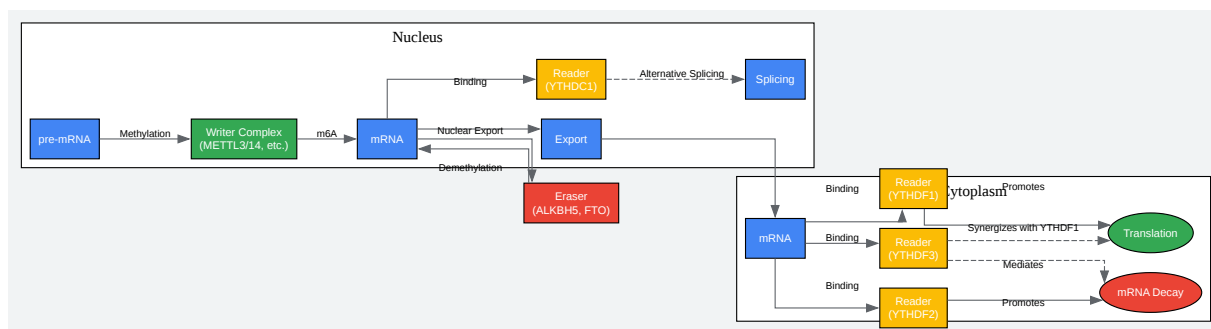 Nucleus
Reader
(YTHDC1)
Binding
Alternative Splicing
Splicing
pre-mRNA
Methylation
Writer Complex
(METTL3/14, etc.)
m6A
mRNA
Nuclear Export
Export
Demethylation
Eraser
(ALKBH5, FTO)
Cytoplasm
Binding
Reader
(YTHDF1)
Promotes
mRNA
Binding
Reader
(YTHDF3)
Synergizes with YTHDF1
Translation
Mediates
Binding
Reader
(YTHDF2)
Promotes
mRNA Decay